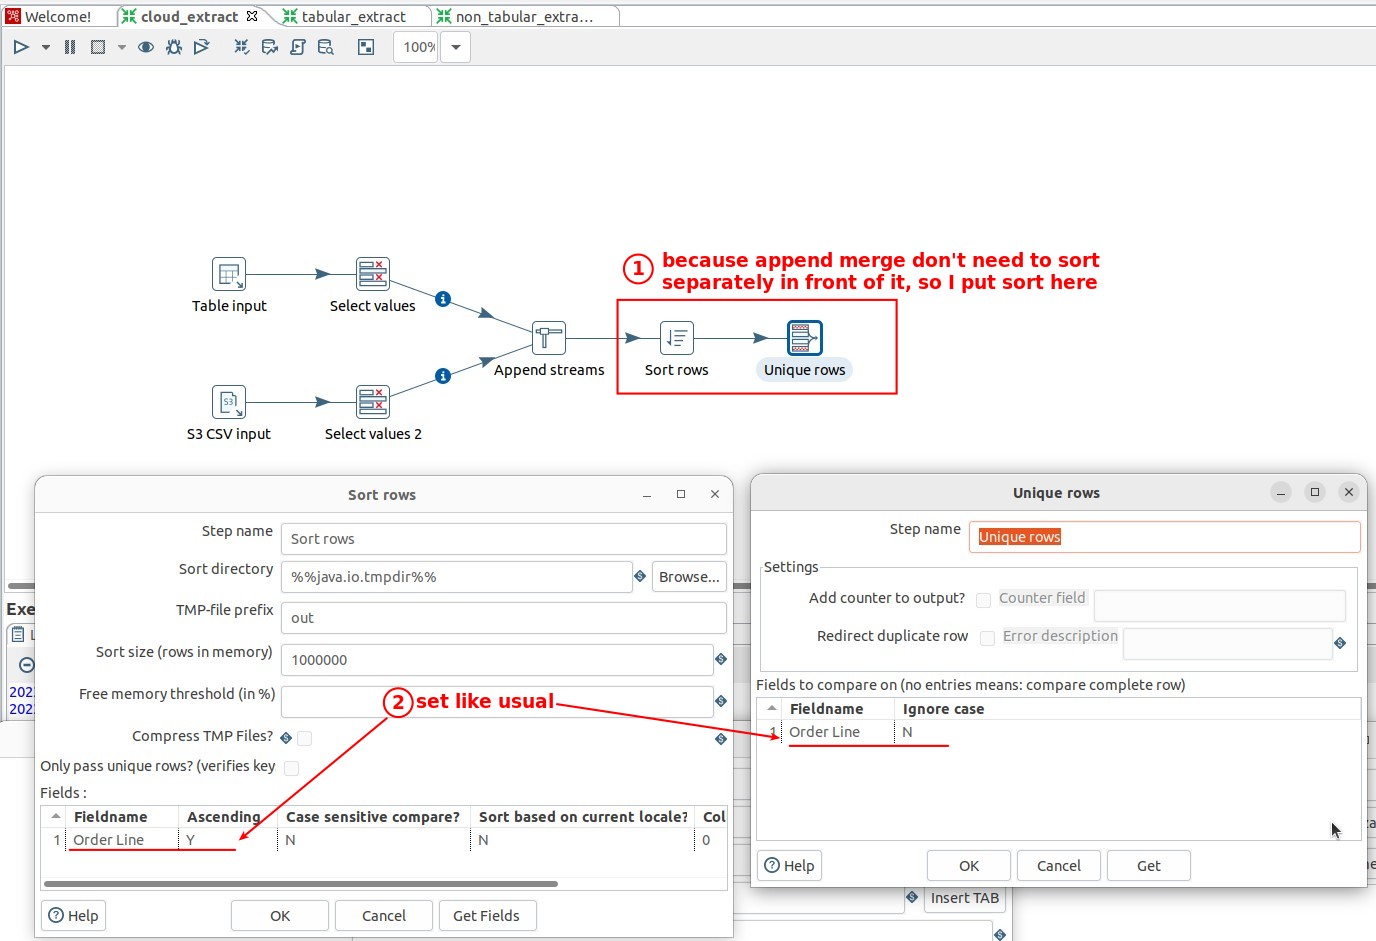 Welcome!
cloud_extract
tabular_extract
non_tabular_extra...
100%
1
because append merge don't need to sort
separately in front of it, so I put sort here
Table input
Select values
Append streams
Sort rows
Unique rows
S3
S3 CSV input
Select values 2
Sort rows
Step name
Sort rows
Sort directory
%%java.io.tmpdir%%
Browse...
TMP-file prefix
out
Sort size (rows in memory)
1000000
Free memory threshold (in %)
2 set like usual
Compress TMP Files?
Only pass unique rows? (verifies key
Fields :
Fieldname Ascending Case sensitive compare? Sort based on current locale? Col
1 Order Line Y N N 0
Help
OK
Cancel
Get Fields
Unique rows
Step name
Unique rows
Settings
Add counter to output?
Counter field
Redirect duplicate row
Error description
Fields to compare on (no entries means: compare complete row)
Fieldname Ignore case
1 Order Line N
Help
OK
Cancel
Get
Insert TAB
Exe
L
202
202